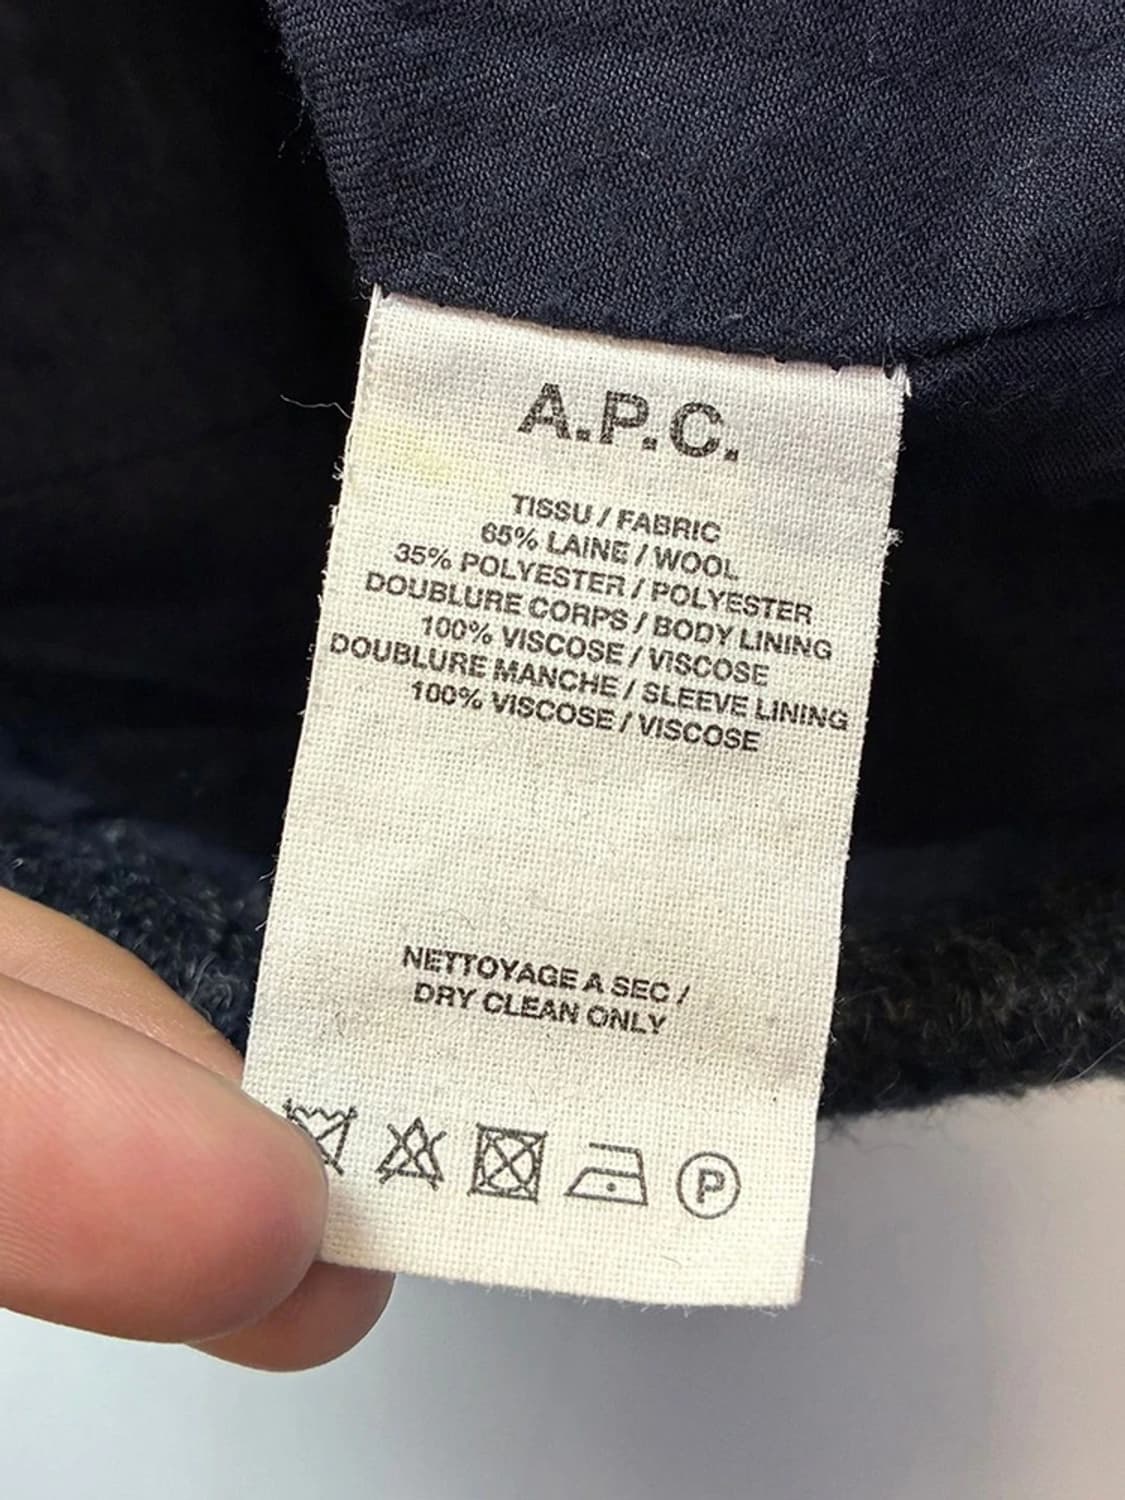 A.P.C.
TISSU / FABRIC
65% LAINE / WOOL
35% POLYESTER / POLYESTER
DOUBLURE CORPS / BODY LINING
100% VISCOSE / VISCOSE
DOUBLURE MANCHE / SLEEVE LINING
100% VISCOSE / VISCOSE
NETTOYAGE A SEC /
DRY CLEAN ONLY
P